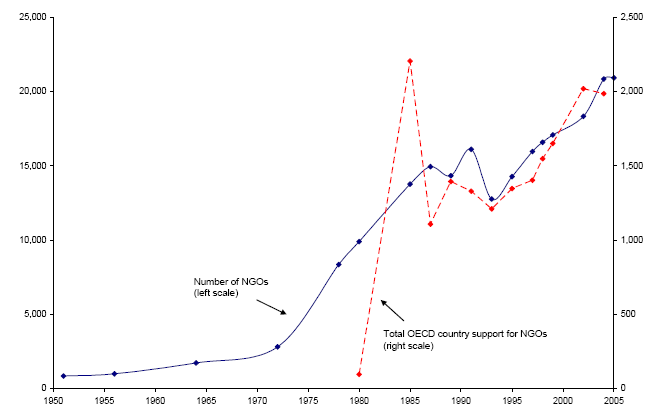 25,000 2,500
20,000 2,000
15,000 1,500
10,000 1,000
Number of NGOs
(left scale)
5,000 500
Total OECD country support for NGOs
(right scale)
0 0
1950 1955 1960 1965 1970 1975 1980 1985 1990 1995 2000 2005